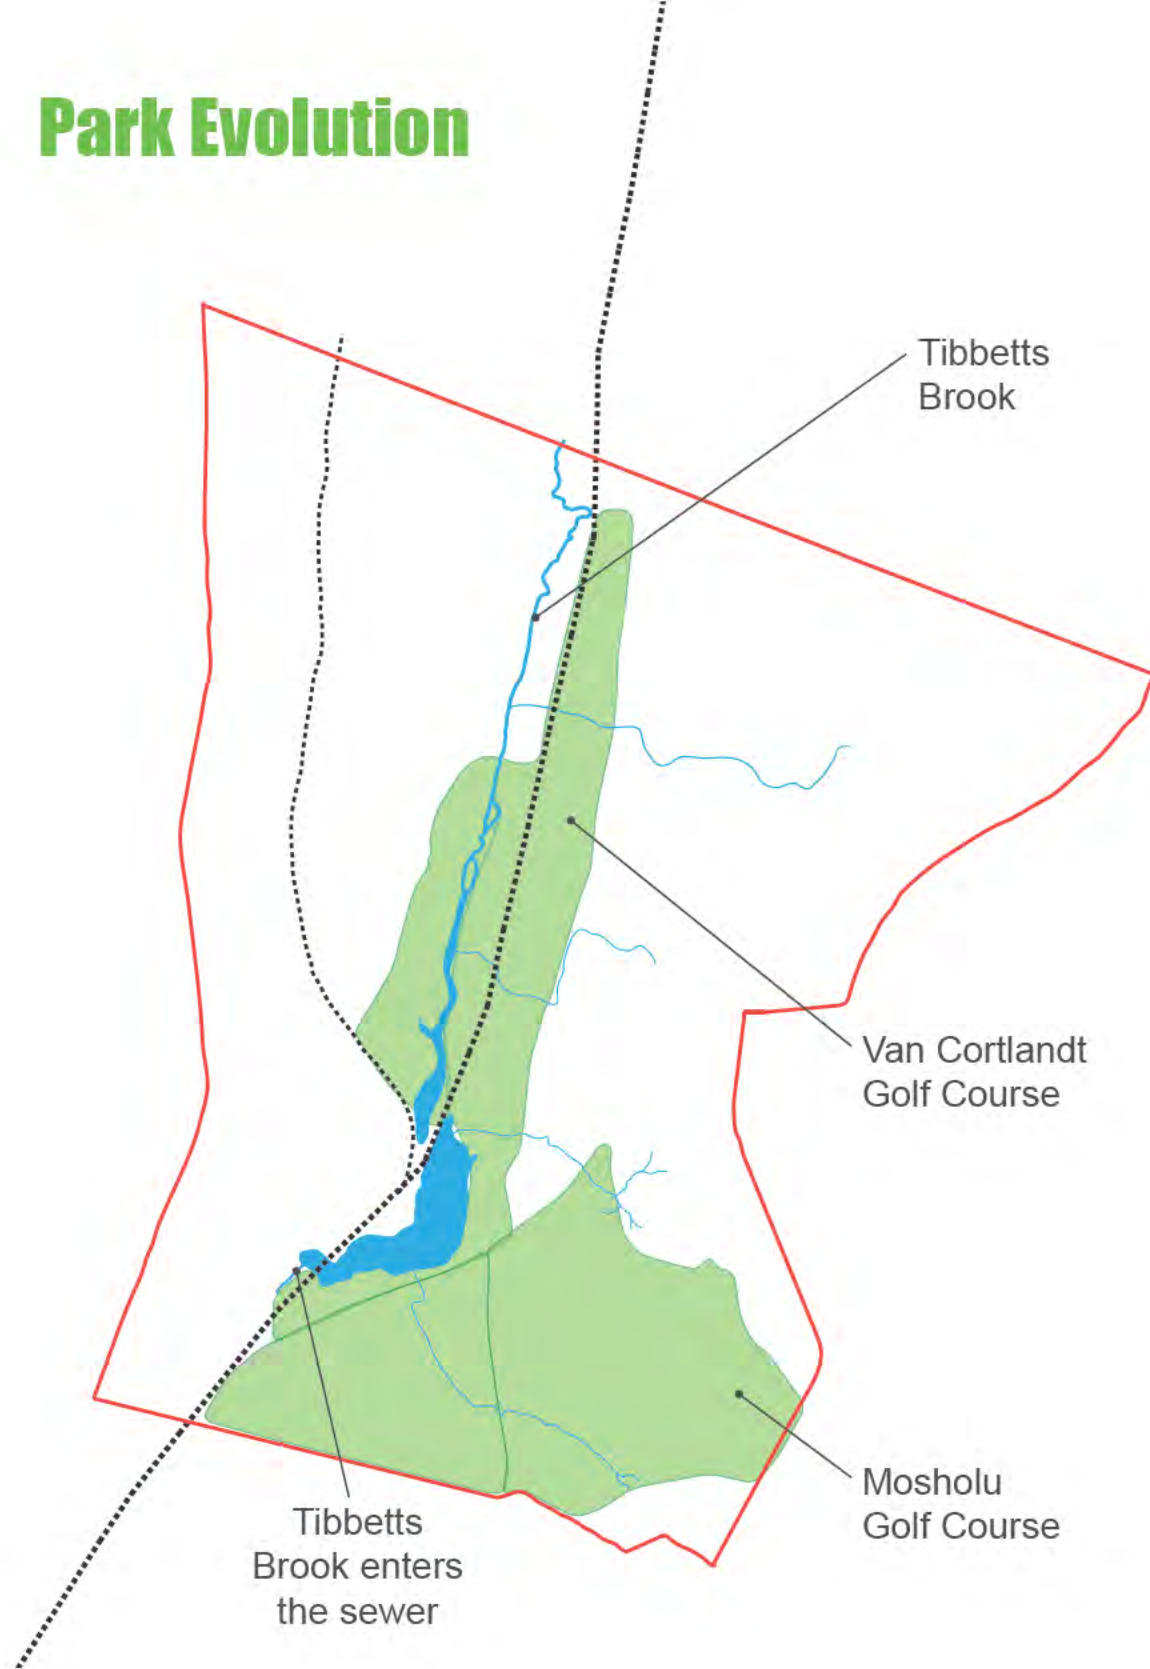 Park Evolution
Tibbetts
Brook
Van Cortlandt
Golf Course
Mosholu
Golf Course
Tibbetts
Brook enters
the sewer